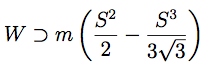 W ⊃ m ( S² / 2 − S³ / 3√3 )